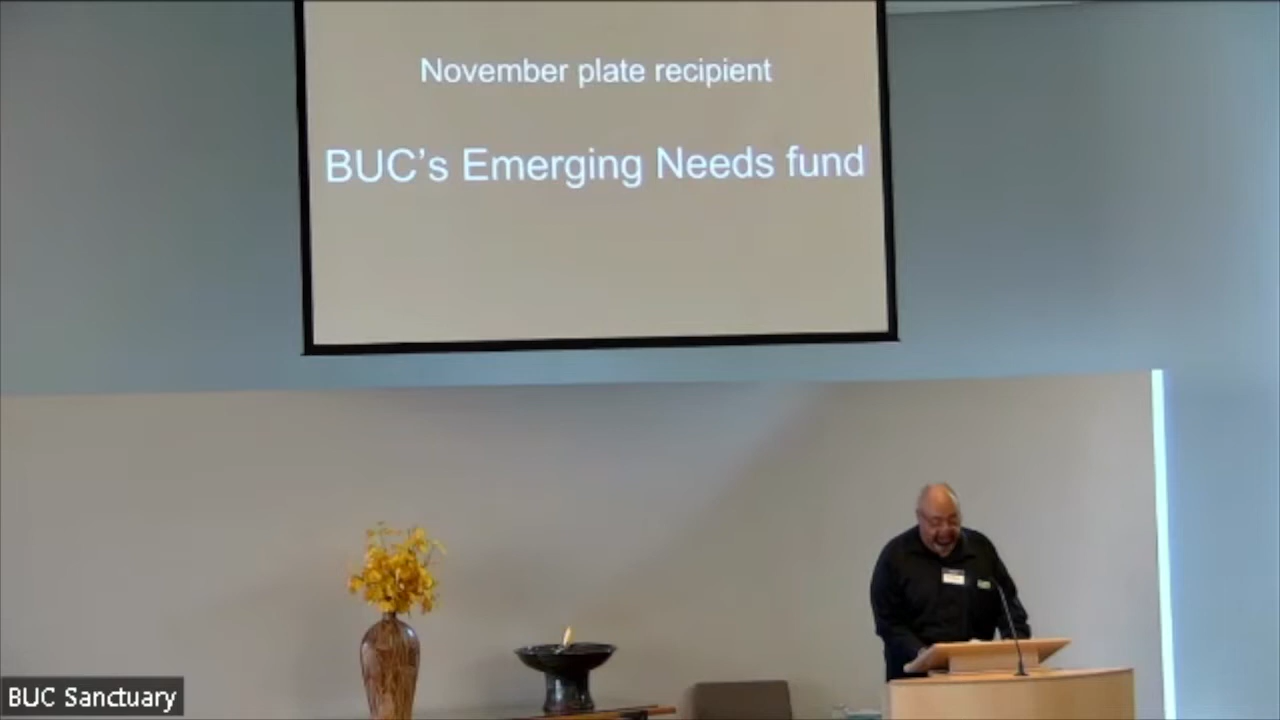 November plate recipient
BUC's Emerging Needs fund
BUC Sanctuary